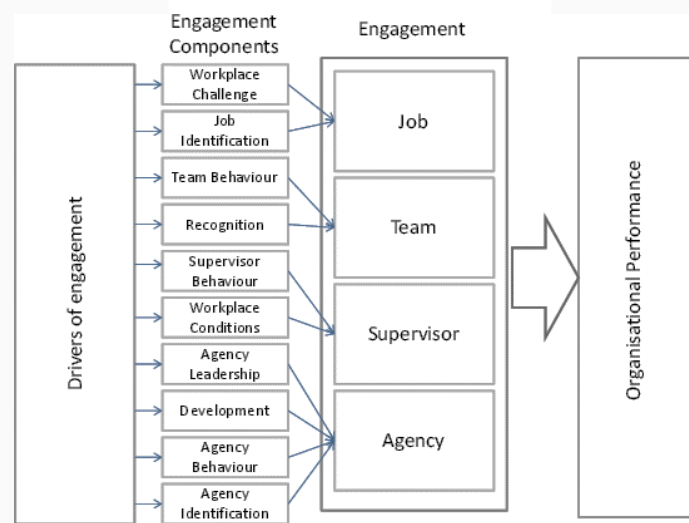 Engagement
Components
Engagement
Drivers of engagement
Workplace
Challenge
Job
Identification
Team Behaviour
Recognition
Supervisor
Behaviour
Workplace
Conditions
Agency
Leadership
Development
Agency
Behaviour
Agency
Identification
Job
Team
Supervisor
Agency
Organisational Performance